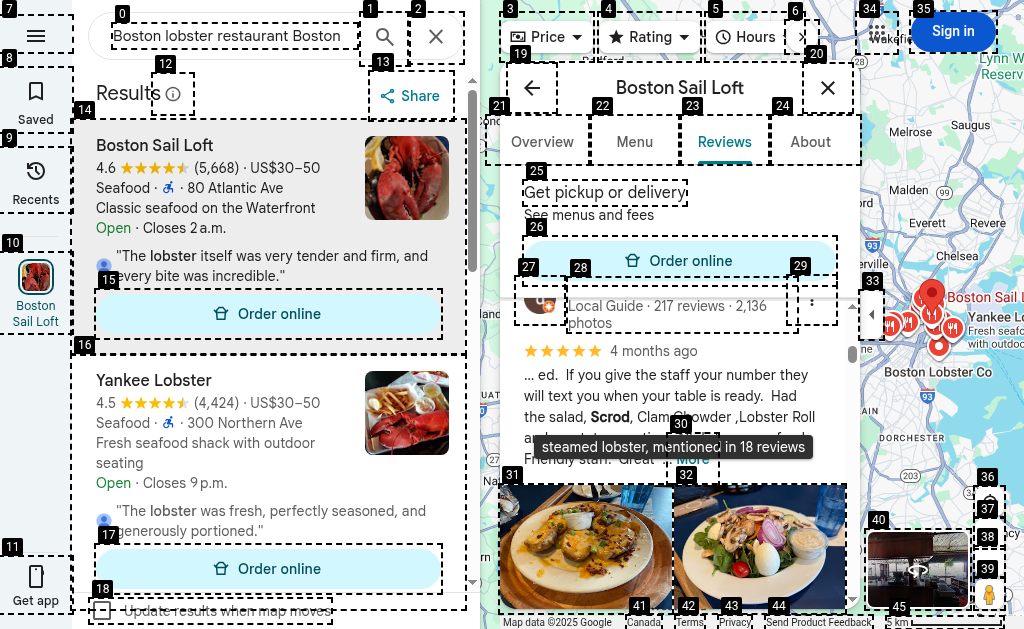 Boston lobster restaurant Boston
Saved
Recents
Boston
Sail Loft
Get app
Results
Share
Boston Sail Loft
4.6 (5,668) · US$30–50
Seafood · · 80 Atlantic Ave
Classic seafood on the Waterfront
Open · Closes 2 a.m.
"The lobster itself was very tender and firm, and
every bite was incredible."
Order online
Yankee Lobster
4.5 (4,424) · US$30–50
Seafood · · 300 Northern Ave
Fresh seafood shack with outdoor
seating
Open · Closes 9 p.m.
"The lobster was fresh, perfectly seasoned, and
generously portioned."
Order online
Update results when map moves
Price
Rating
Hours
Sign in
Boston Sail Loft
Overview
Menu
Reviews
About
Get pickup or delivery
See menus and fees
Order online
Local Guide · 217 reviews · 2,136
photos
4 months ago
... ed. If you give the staff your number they
will text you when your table is ready. Had
the salad, Scrod, Clam Chowder ,Lobster Roll
steamed lobster, mentioned in 18 reviews
Friendly staff. Great ... More
Map data ©2025 Google
Canada
Terms
Privacy
Send Product Feedback
5 km
Wakefie
Lynn W
Reserv
Melrose
Saugus
Malden
99
Everett
Revere
93
Chelsea
erville
Boston Sail L
Yankee Lo
Fresh seafo
with outdoo
Boston Lobster Co
93
DORCHESTER
203
28
27
AIN
0
1
2
3
4
5
6
7
8
9
10
11
12
13
14
15
16
17
18
19
20
21
22
23
24
25
26
27
28
29
30
31
32
33
34
35
36
37
38
39
40
41
42
43
44
45